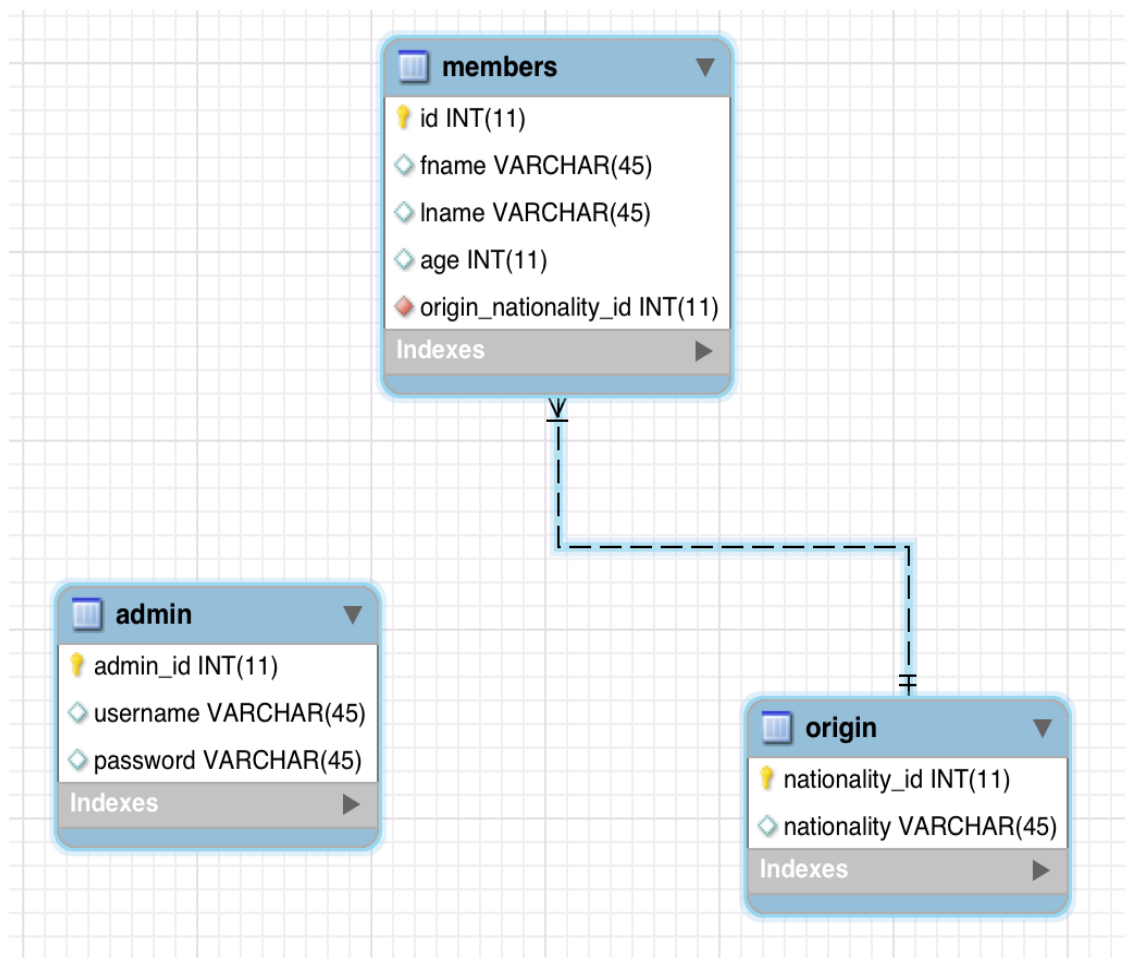 members
id INT(11)
fname VARCHAR(45)
lname VARCHAR(45)
age INT(11)
origin_nationality_id INT(11)
Indexes
admin
admin_id INT(11)
username VARCHAR(45)
password VARCHAR(45)
Indexes
origin
nationality_id INT(11)
nationality VARCHAR(45)
Indexes